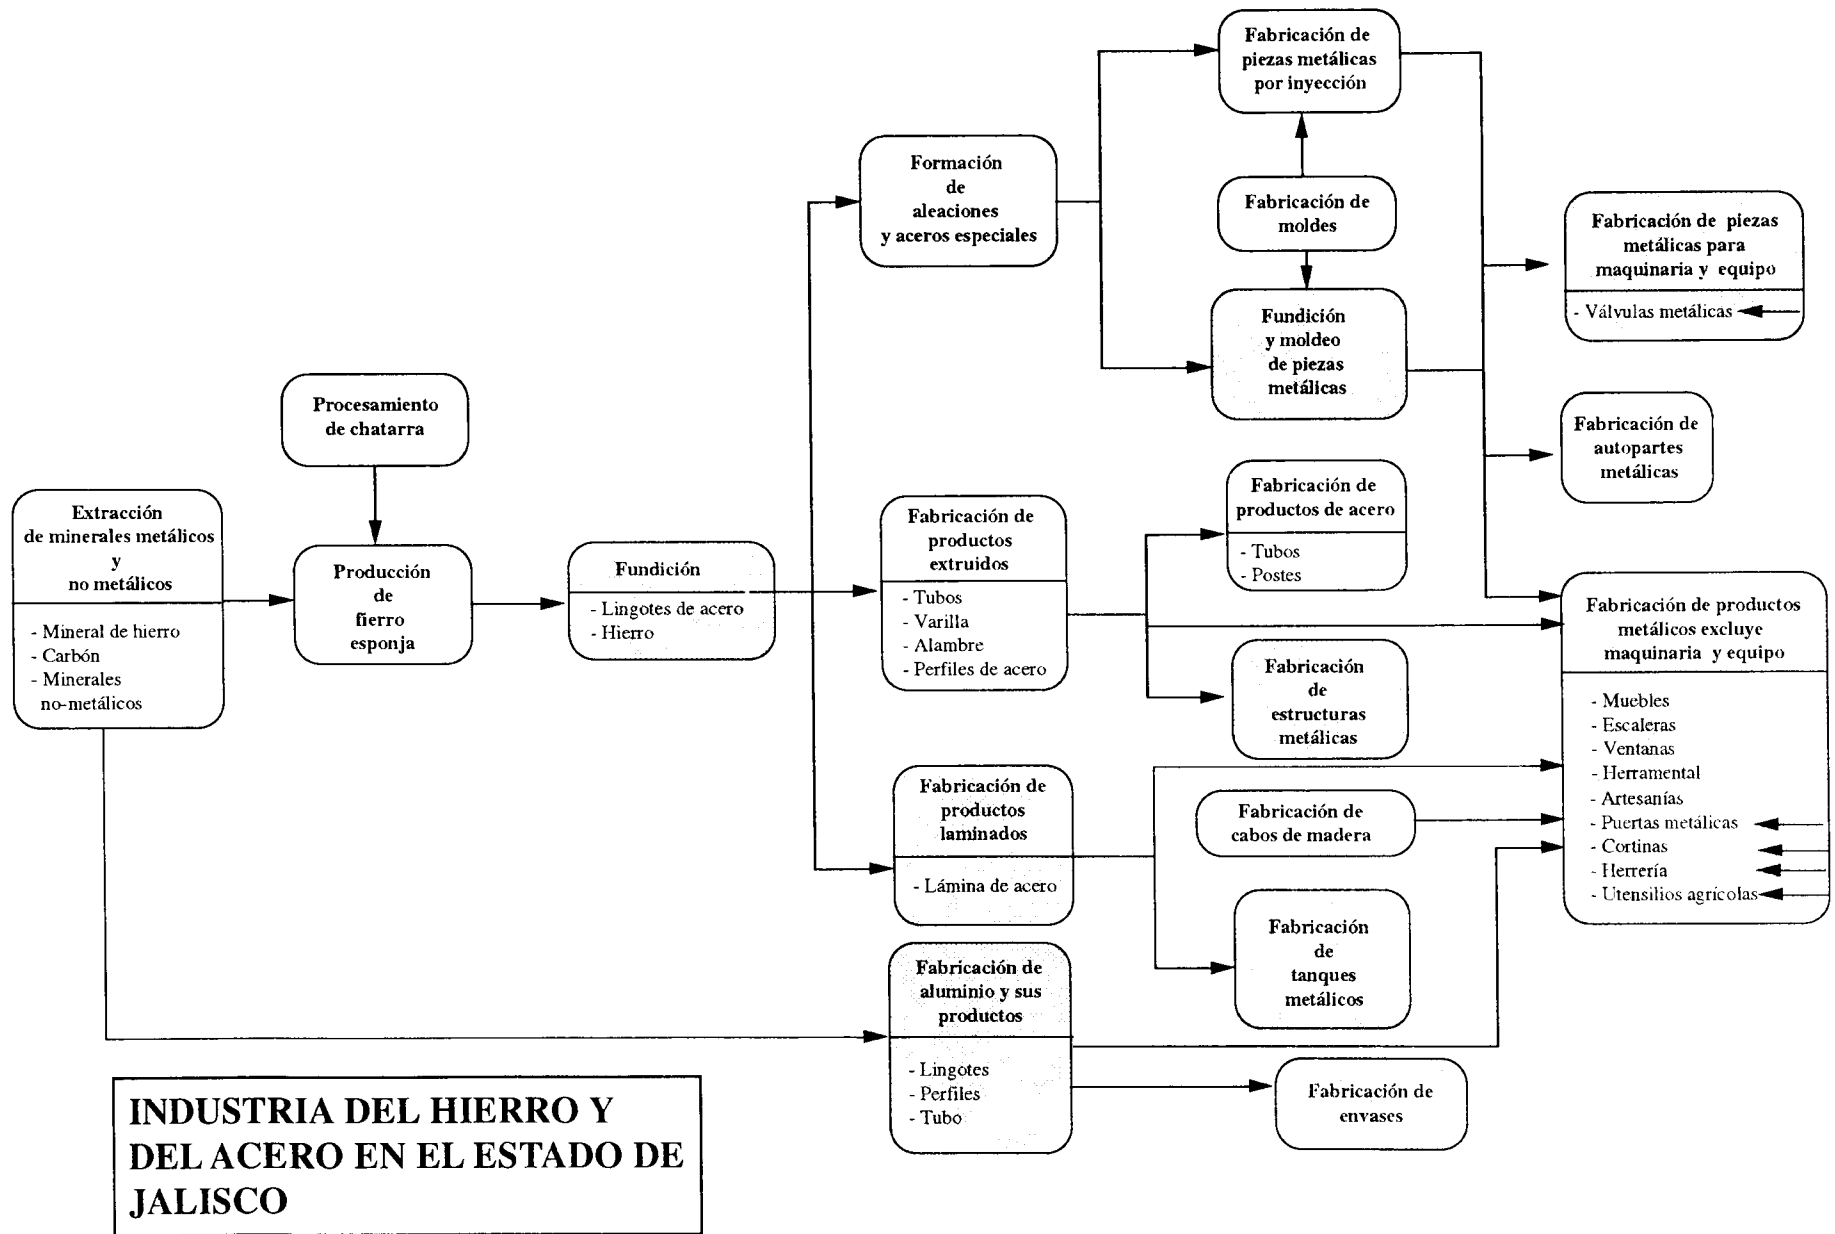 Fabricación de
piezas metálicas
por inyección
Formación
de
aleaciones
y aceros especiales
Fabricación de
moldes
Fabricación de piezas
metálicas para
maquinaria y equipo
- Válvulas metálicas
Fundición
y moldeo
de piezas
metálicas
Procesamiento
de chatarra
Fabricación de
autopartes
metálicas
Extracción
de minerales metálicos
y
no metálicos
- Mineral de hierro
- Carbón
- Minerales
no-metálicos
Producción
de
fierro
esponja
Fundición
- Lingotes de acero
- Hierro
Fabricación de
productos
extruidos
- Tubos
- Varilla
- Alambre
- Perfiles de acero
Fabricación de
productos de acero
- Tubos
- Postes
Fabricación
de
estructuras
metálicas
Fabricación de productos
metálicos excluye
maquinaria y equipo
- Muebles
- Escaleras
- Ventanas
- Herramental
- Artesanías
- Puertas metálicas
- Cortinas
- Herrería
- Utensilios agrícolas
Fabricación de
productos
laminados
- Lámina de acero
Fabricación de
cabos de madera
Fabricación
de
tanques
metálicos
Fabricación de
aluminio y sus
productos
- Lingotes
- Perfiles
- Tubo
Fabricación de
envases
INDUSTRIA DEL HIERRO Y
DEL ACERO EN EL ESTADO DE
JALISCO